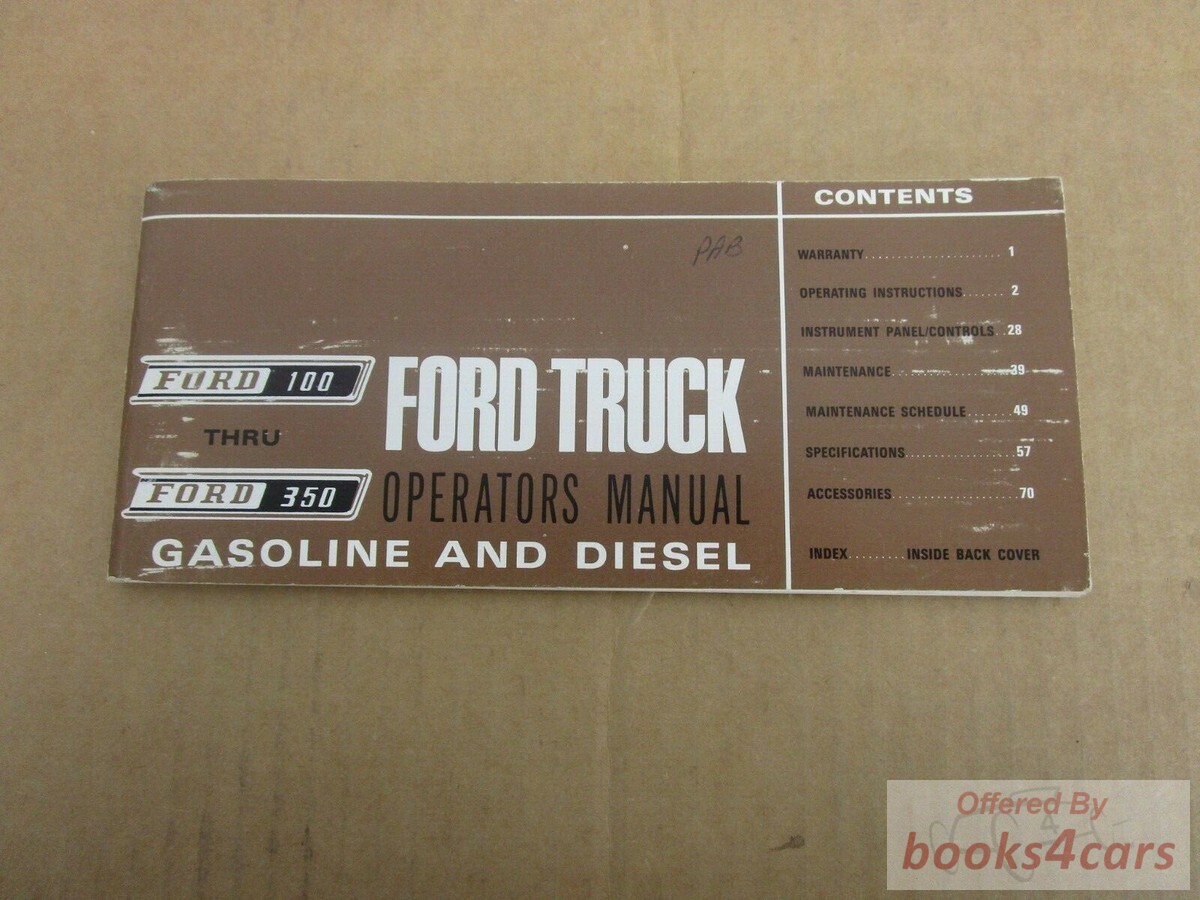 PAB
FORD 100
THRU
FORD 350
FORD TRUCK
OPERATORS MANUAL
GASOLINE AND DIESEL
CONTENTS
WARRANTY...................... 1
OPERATING INSTRUCTIONS....... 2
INSTRUMENT PANEL/CONTROLS..28
MAINTENANCE..................39
MAINTENANCE SCHEDULE.......49
SPECIFICATIONS.................57
ACCESSORIES...................70
INDEX.........INSIDE BACK COVER
Offered By
books4cars